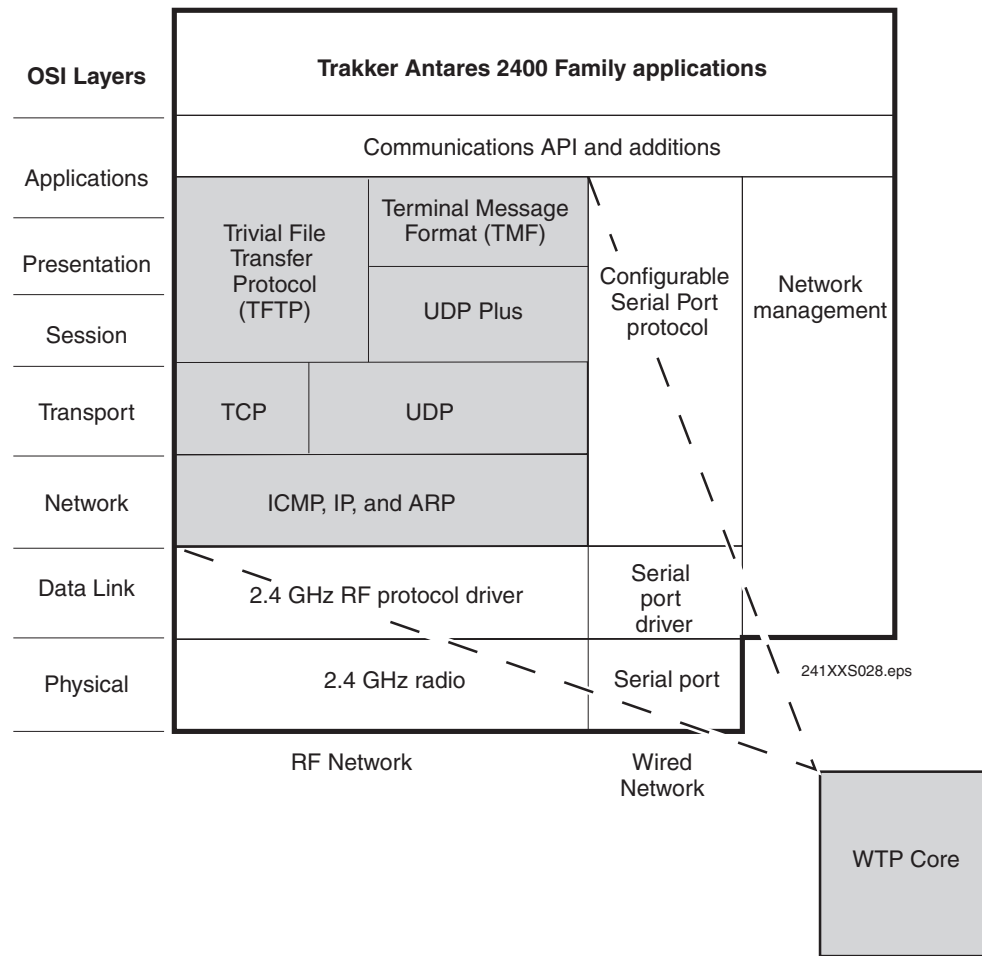 Trakker Antares 2400 Family applications
OSI Layers
Communications API and additions
Applications
Presentation
Session
Transport
Network
Data Link
Physical
Trivial File
Transfer
Protocol
(TFTP)
Terminal Message
Format (TMF)
UDP Plus
Configurable
Serial Port
protocol
Network
management
TCP
UDP
ICMP, IP, and ARP
2.4 GHz RF protocol driver
Serial
port
driver
2.4 GHz radio
Serial port
241XXS028.eps
RF Network
Wired
Network
WTP Core